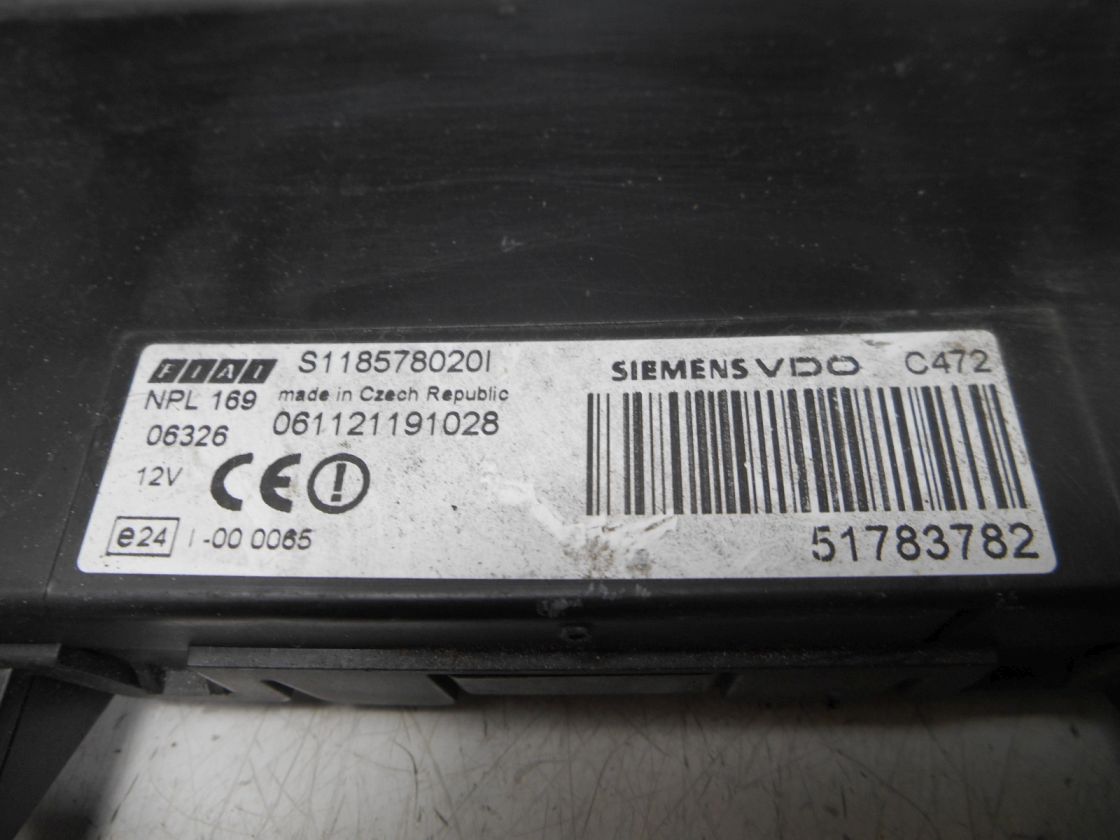 FIAT S118578020I SIEMENS VDO C472
NPL 169 made in Czech Republic
06326 061121191028
12V CE !
e24 I -00 0065 51783782